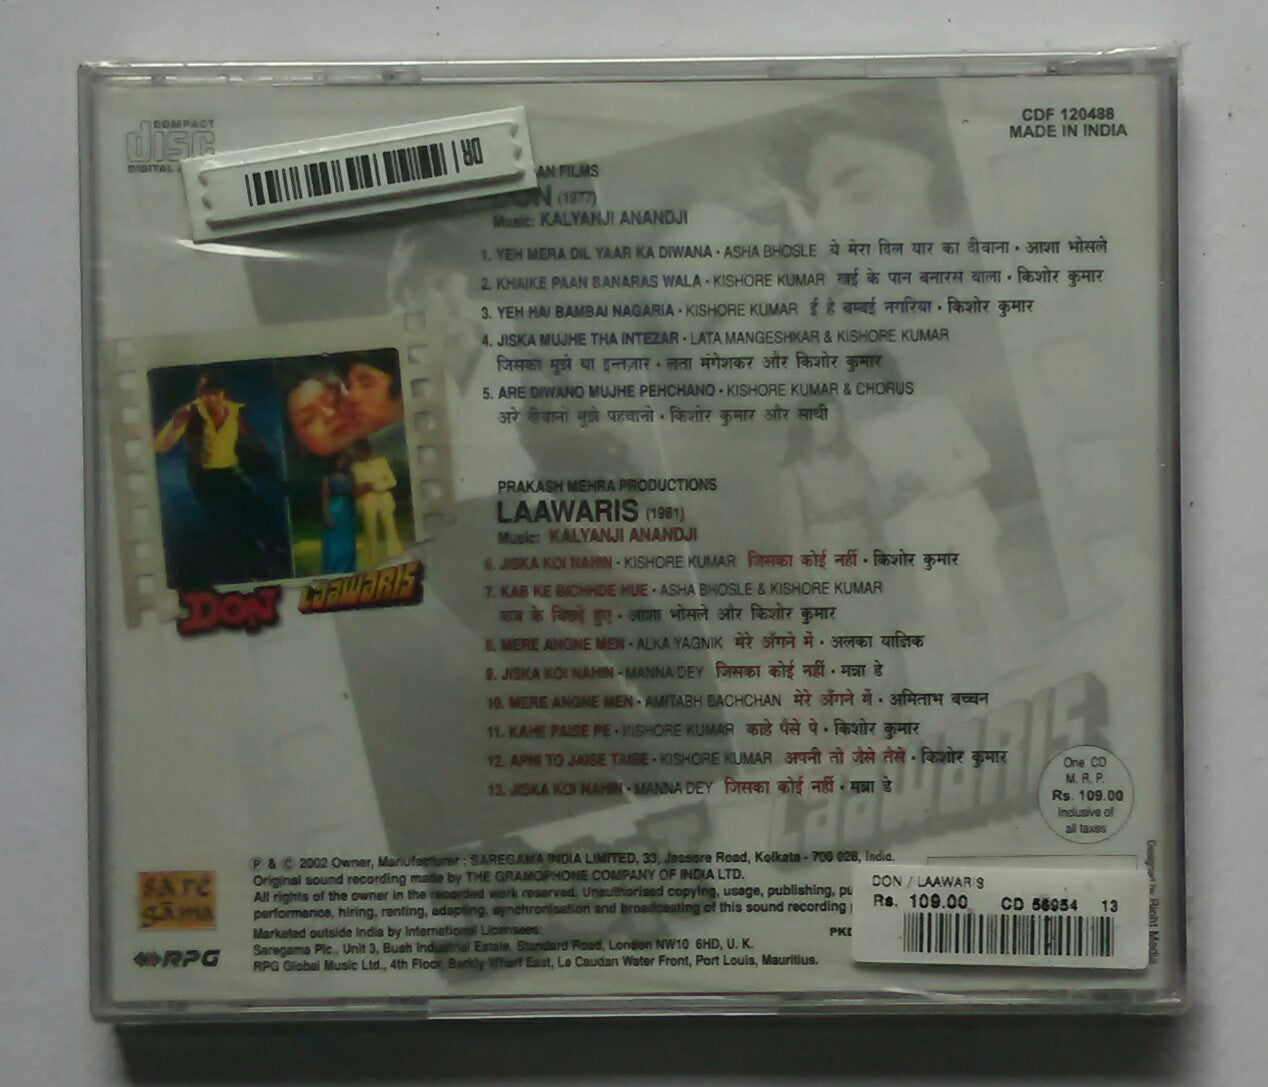 COMPACT
disc
DIGITAL
DR
CDF 120488
MADE IN INDIA
AN FILMS
DON (1977)
Music: KALYANJI ANANDJI
1. YEH MERA DIL YAAR KA DIWANA · ASHA BHOSLE ये मेरा दिल यार का दीवाना · आशा भोसले
2. KHAIKE PAAN BANARAS WALA · KISHORE KUMAR खई के पान बनारस वाला · किशोर कुमार
3. YEH HAI BAMBAI NAGARIA · KISHORE KUMAR ई है बम्बई नगरिया · किशोर कुमार
4. JISKA MUJHE THA INTEZAR · LATA MANGESHKAR & KISHORE KUMAR
जिसका मुझे था इन्तज़ार · लता मंगेशकर और किशोर कुमार
5. ARE DIWANO MUJHE PEHCHANO · KISHORE KUMAR & CHORUS
अरे दीवानो मुझे पहचानो · किशोर कुमार और साथी
PRAKASH MEHRA PRODUCTIONS
LAAWARIS (1981)
Music: KALYANJI ANANDJI
6. JISKA KOI NAHIN · KISHORE KUMAR जिसका कोई नहीं · किशोर कुमार
7. KAB KE BICHHDE HUE · ASHA BHOSLE & KISHORE KUMAR
कब के बिछड़े हुए · आशा भोसले और किशोर कुमार
8. MERE ANGNE MEN · ALKA YAGNIK मेरे अँगने में · अलका याज्ञिक
9. JISKA KOI NAHIN · MANNA DEY जिसका कोई नहीं · मन्ना डे
10. MERE ANGNE MEN · AMITABH BACHCHAN मेरे अँगने में · अमिताभ बच्चन
11. KAHE PAISE PE · KISHORE KUMAR काहे पैसे पे · किशोर कुमार
12. APNI TO JAISE TAISE · KISHORE KUMAR अपनी तो जैसे तैसे · किशोर कुमार
13. JISKA KOI NAHIN · MANNA DEY जिसका कोई नहीं · मन्ना डे
DON LAAWARIS
LAAWARIS
One CD
M. R. P.
Rs. 109.00
Inclusive of
all taxes
P & C 2002 Owner, Manufacturer : SAREGAMA INDIA LIMITED, 33, Jessore Road, Kolkata - 700 028, India.
Original sound recording made by THE GRAMOPHONE COMPANY OF INDIA LTD.
All rights of the owner in the recorded work reserved. Unauthorised copying, usage, publishing, pu
performance, hiring, renting, adapting, synchronisation and broadcasting of this sound recording
Marketed outside India by International Licensees:
Saregama Plc., Unit 3, Bush Industrial Estate, Standard Road, London NW10 6HD, U. K.
RPG Global Music Ltd., 4th Floor, Barkly Wharf East, Le Caudan Water Front, Port Louis, Mauritius.
sa re
gama
RPG
DON / LAAWARIS
Rs. 109.00 CD 56954 13